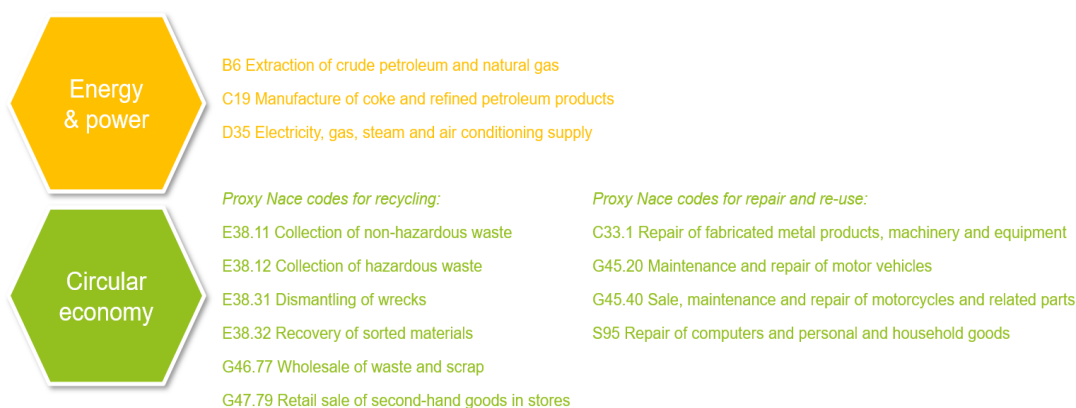 Energy
& power
B6 Extraction of crude petroleum and natural gas
C19 Manufacture of coke and refined petroleum products
D35 Electricity, gas, steam and air conditioning supply
Circular
economy
Proxy Nace codes for recycling:
E38.11 Collection of non-hazardous waste
E38.12 Collection of hazardous waste
E38.31 Dismantling of wrecks
E38.32 Recovery of sorted materials
G46.77 Wholesale of waste and scrap
G47.79 Retail sale of second-hand goods in stores
Proxy Nace codes for repair and re-use:
C33.1 Repair of fabricated metal products, machinery and equipment
G45.20 Maintenance and repair of motor vehicles
G45.40 Sale, maintenance and repair of motorcycles and related parts
S95 Repair of computers and personal and household goods